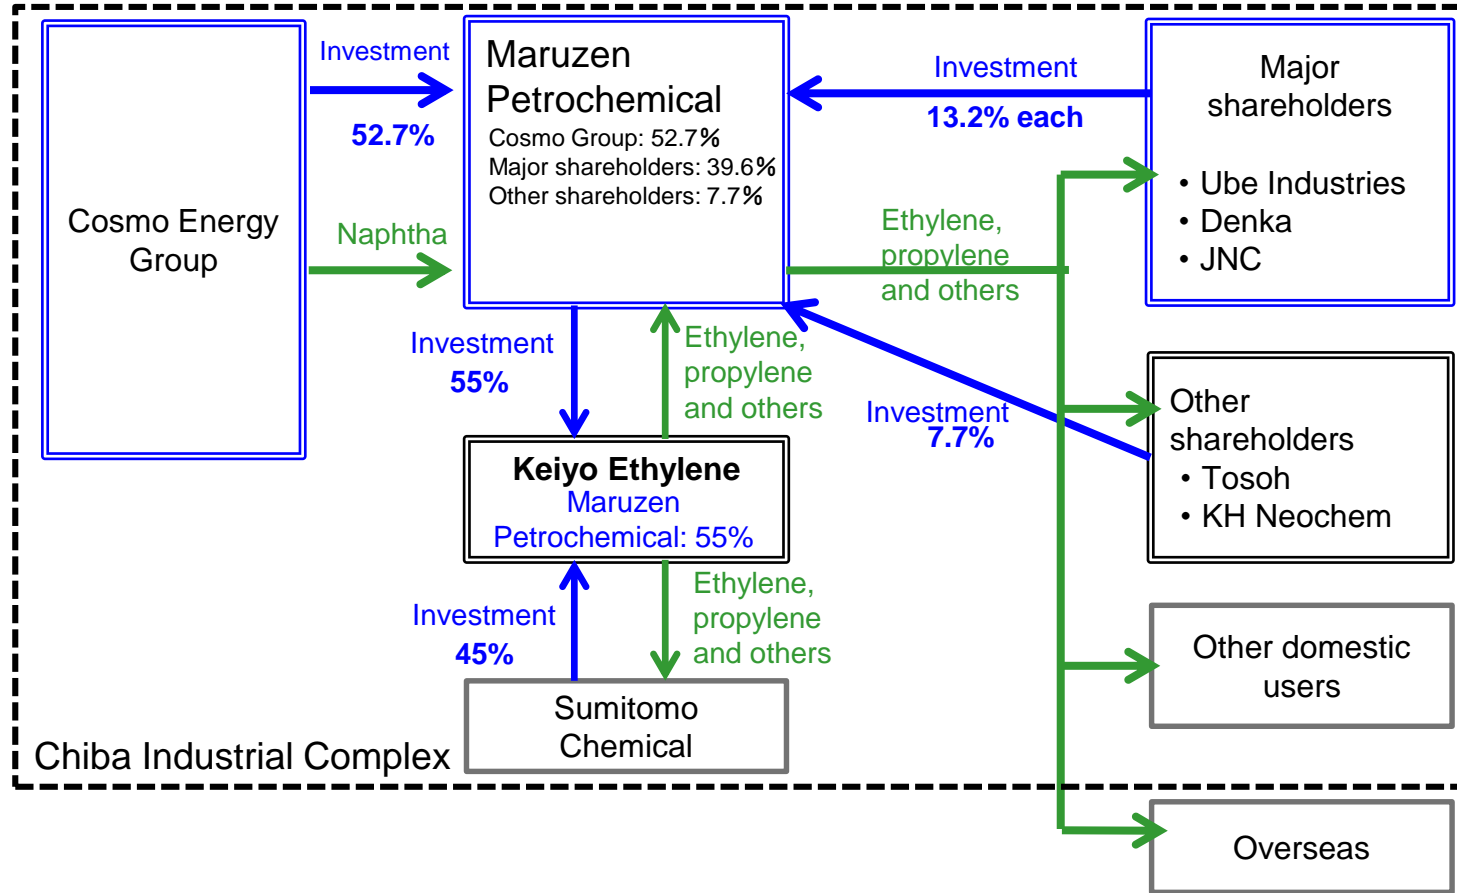 Cosmo Energy
Group
Investment
52.7%
Naphtha
Maruzen
Petrochemical
Cosmo Group: 52.7%
Major shareholders: 39.6%
Other shareholders: 7.7%
Investment
13.2% each
Major
shareholders
• Ube Industries
• Denka
• JNC
Ethylene,
propylene
and others
Investment
55%
Ethylene,
propylene
and others
Investment
7.7%
Other
shareholders
• Tosoh
• KH Neochem
Keiyo Ethylene
Maruzen
Petrochemical: 55%
Investment
45%
Ethylene,
propylene
and others
Other domestic
users
Sumitomo
Chemical
Chiba Industrial Complex
Overseas